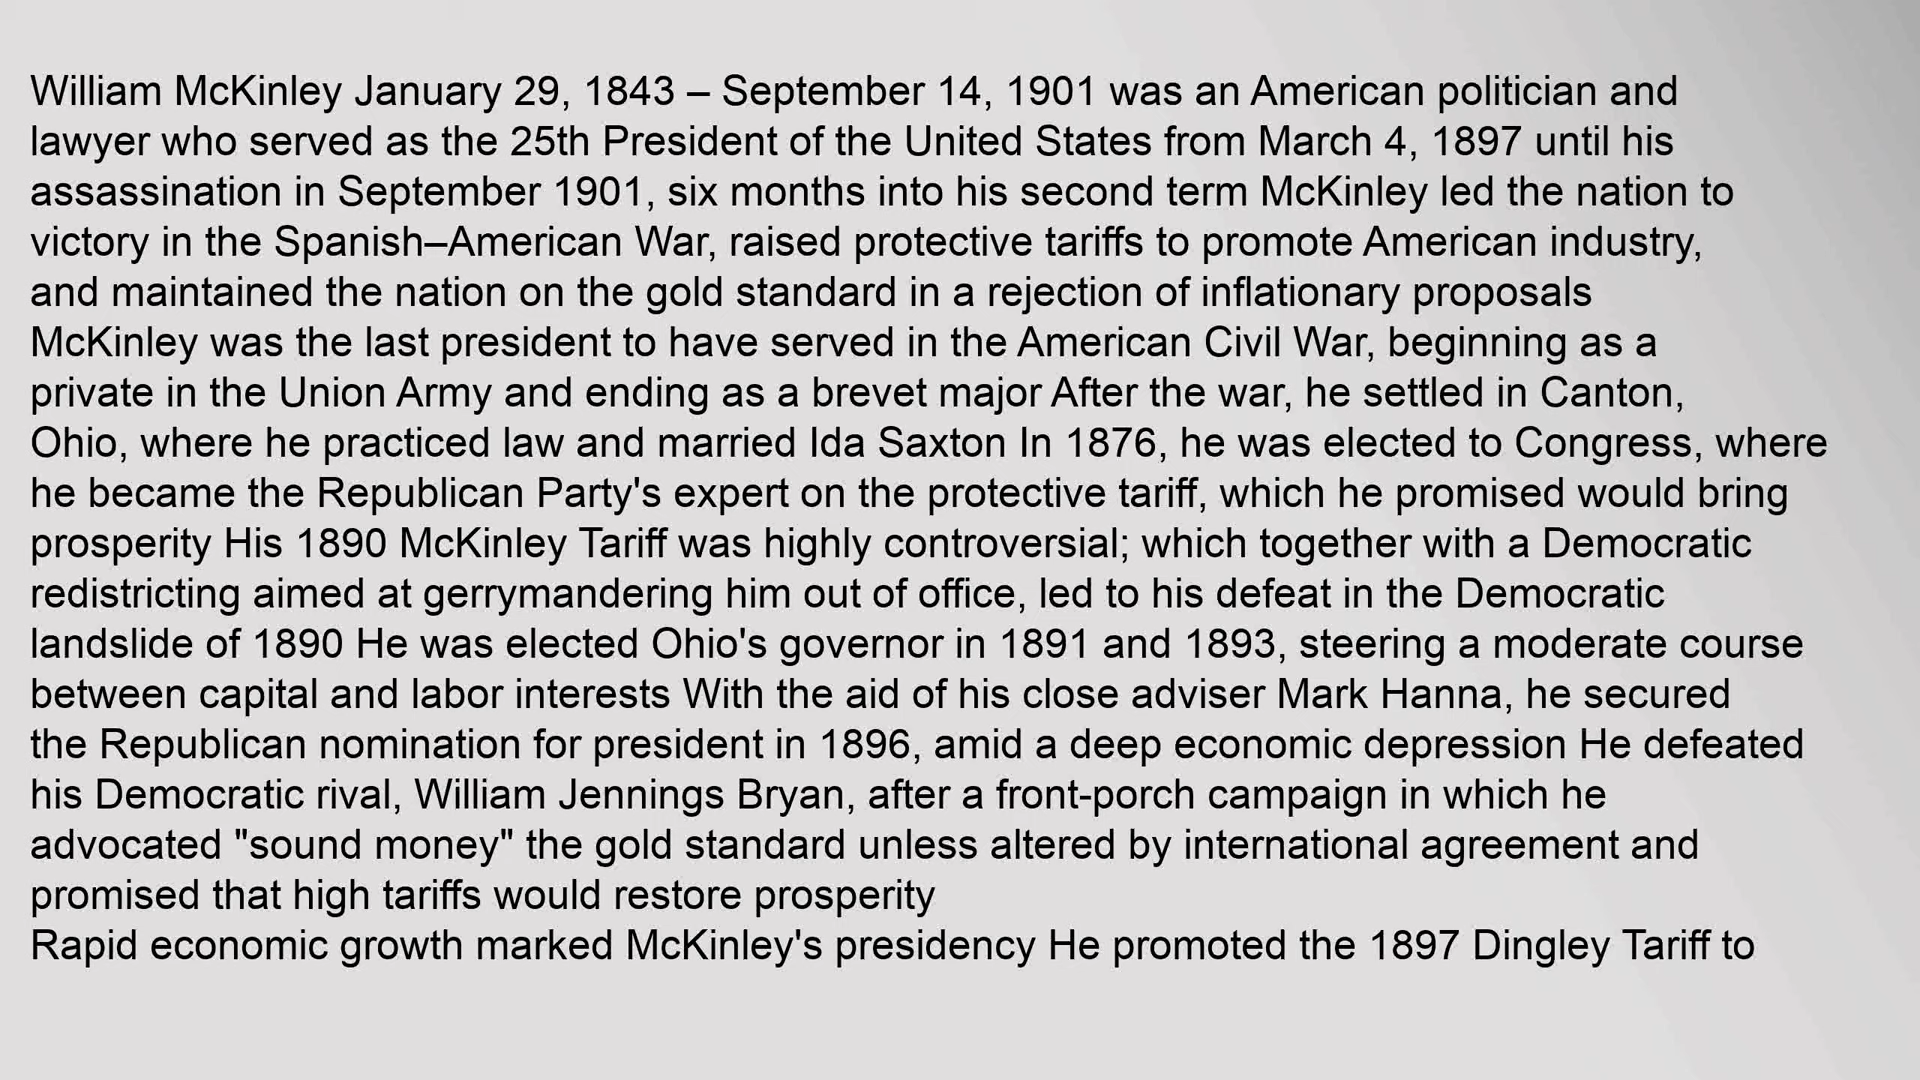 William McKinley January 29, 1843 – September 14, 1901 was an American politician and
lawyer who served as the 25th President of the United States from March 4, 1897 until his
assassination in September 1901, six months into his second term McKinley led the nation to
victory in the Spanish–American War, raised protective tariffs to promote American industry,
and maintained the nation on the gold standard in a rejection of inflationary proposals
McKinley was the last president to have served in the American Civil War, beginning as a
private in the Union Army and ending as a brevet major After the war, he settled in Canton,
Ohio, where he practiced law and married Ida Saxton In 1876, he was elected to Congress, where
he became the Republican Party's expert on the protective tariff, which he promised would bring
prosperity His 1890 McKinley Tariff was highly controversial; which together with a Democratic
redistricting aimed at gerrymandering him out of office, led to his defeat in the Democratic
landslide of 1890 He was elected Ohio's governor in 1891 and 1893, steering a moderate course
between capital and labor interests With the aid of his close adviser Mark Hanna, he secured
the Republican nomination for president in 1896, amid a deep economic depression He defeated
his Democratic rival, William Jennings Bryan, after a front-porch campaign in which he
advocated "sound money" the gold standard unless altered by international agreement and
promised that high tariffs would restore prosperity
Rapid economic growth marked McKinley's presidency He promoted the 1897 Dingley Tariff to